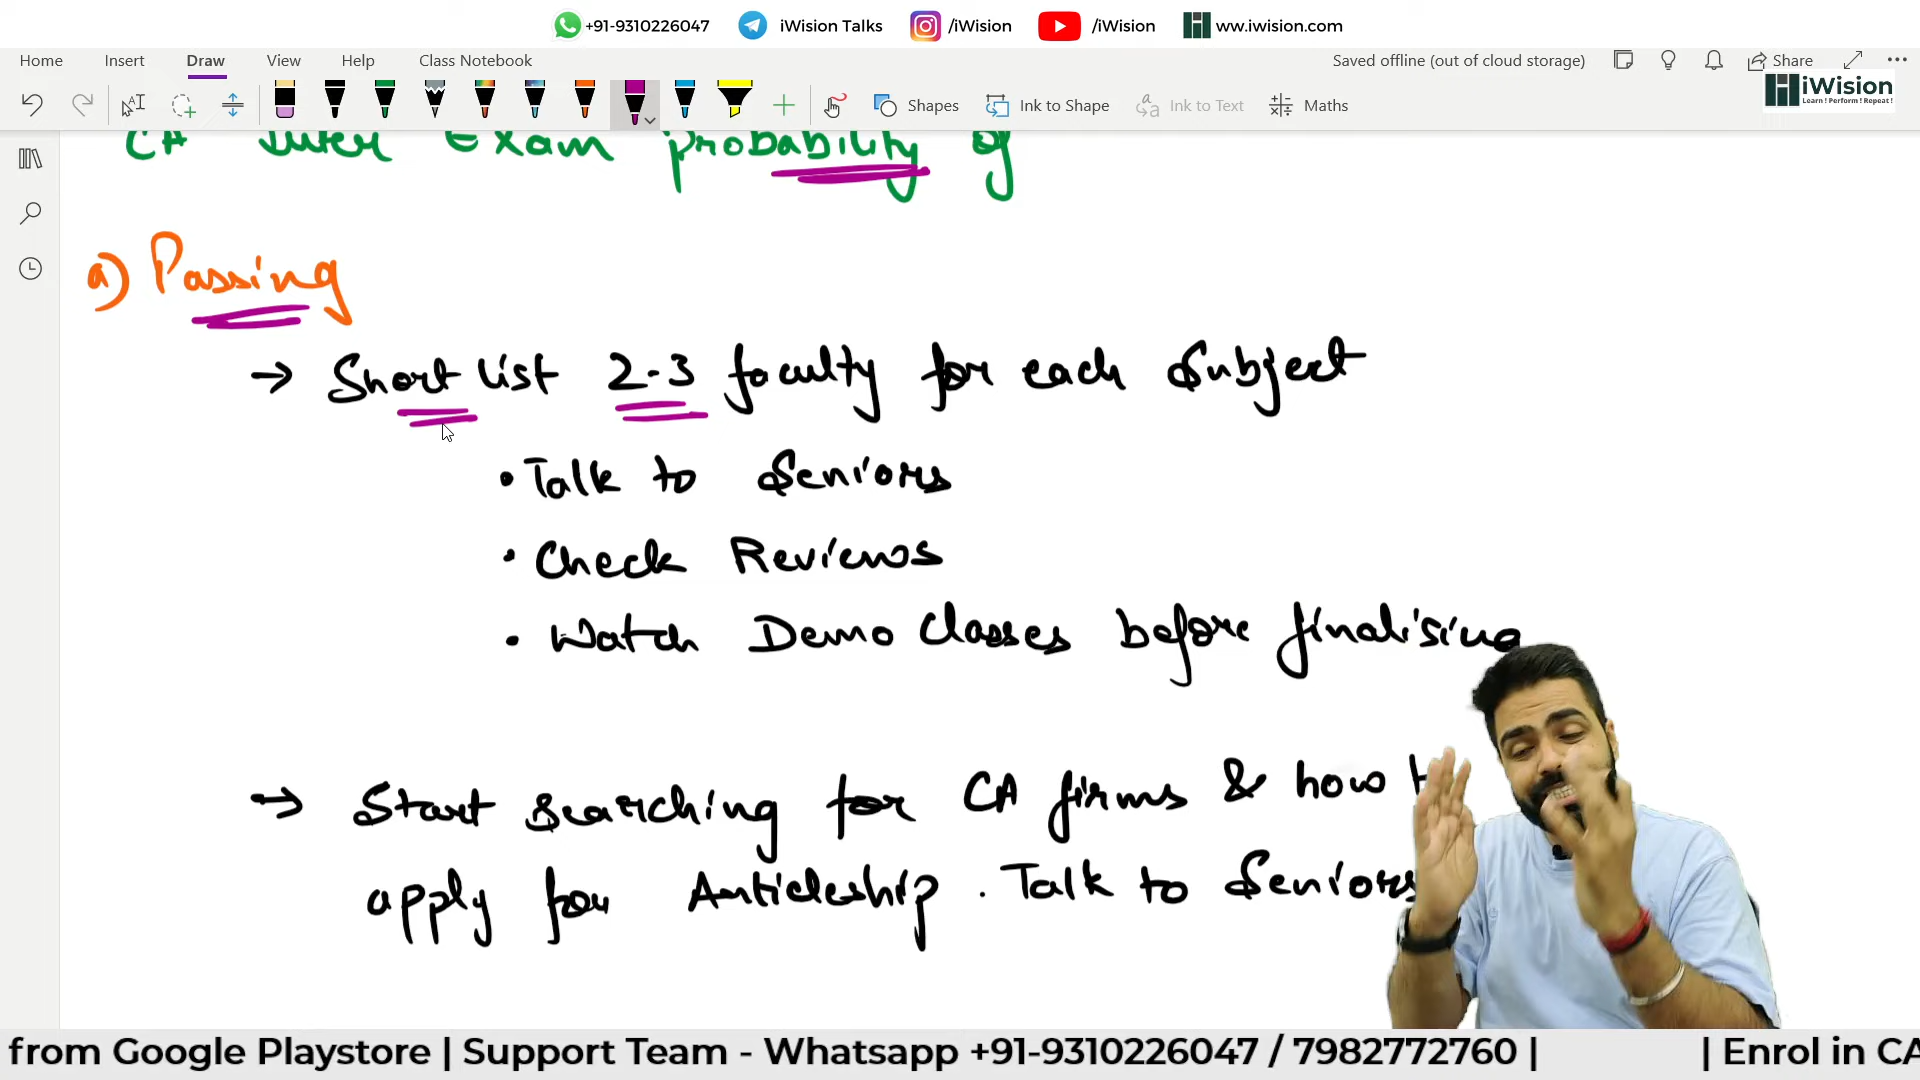 +91-9310226047 iWision Talks /iWision /iWision ww.iwision.com
Home Insert Draw View Help Class Notebook Saved offline (out of cloud storage) Share
Shapes Ink to Shape Ink to Text Maths
iWision
Learn ! Perform ! Repeat !
CA Inter Exam probability of
a) Passing
→ Short list 2-3 faculty for each Subject
• Talk to Seniors
• Check Reviews
• Watch Demo Classes before finalising
→ Start Searching for CA firms & how
apply for Articleship . Talk to Seniors
from Google Playstore | Support Team - Whatsapp +91-9310226047 / 7982772760 | | Enrol in CA